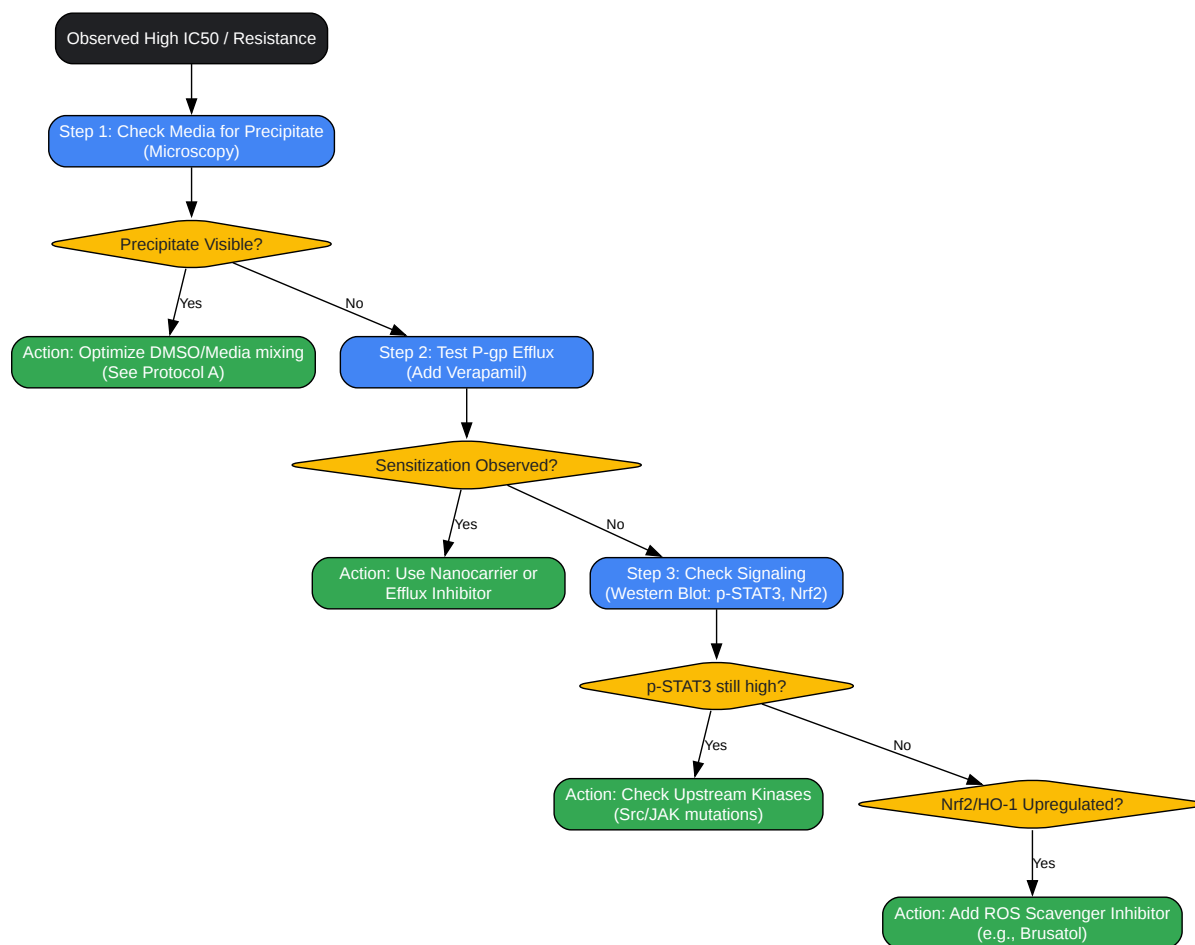 Observed High IC50 / Resistance
Step 1: Check Media for Precipitate
(Microscopy)
Precipitate Visible?
Yes
No
Action: Optimize DMSO/Media mixing
(See Protocol A)
Step 2: Test P-gp Efflux
(Add Verapamil)
Sensitization Observed?
Yes
No
Action: Use Nanocarrier or
Efflux Inhibitor
Step 3: Check Signaling
(Western Blot: p-STAT3, Nrf2)
p-STAT3 still high?
Yes
No
Action: Check Upstream Kinases
(Src/JAK mutations)
Nrf2/HO-1 Upregulated?
Yes
Action: Add ROS Scavenger Inhibitor
(e.g., Brusatol)